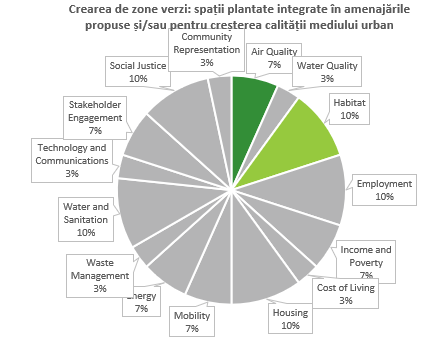 Crearea de zone verzi: spații plantate integrate în amenajările
propuse și/sau pentru creșterea calității mediului urban
Community
Representation
3%
Air Quality
7%
Water Quality
3%
Habitat
10%
Employment
10%
Income and
Poverty
7%
Cost of Living
3%
Housing
10%
Mobility
7%
Energy
7%
Waste
Management
3%
Water and
Sanitation
10%
Technology and
Communications
3%
Stakeholder
Engagement
7%
Social Justice
10%